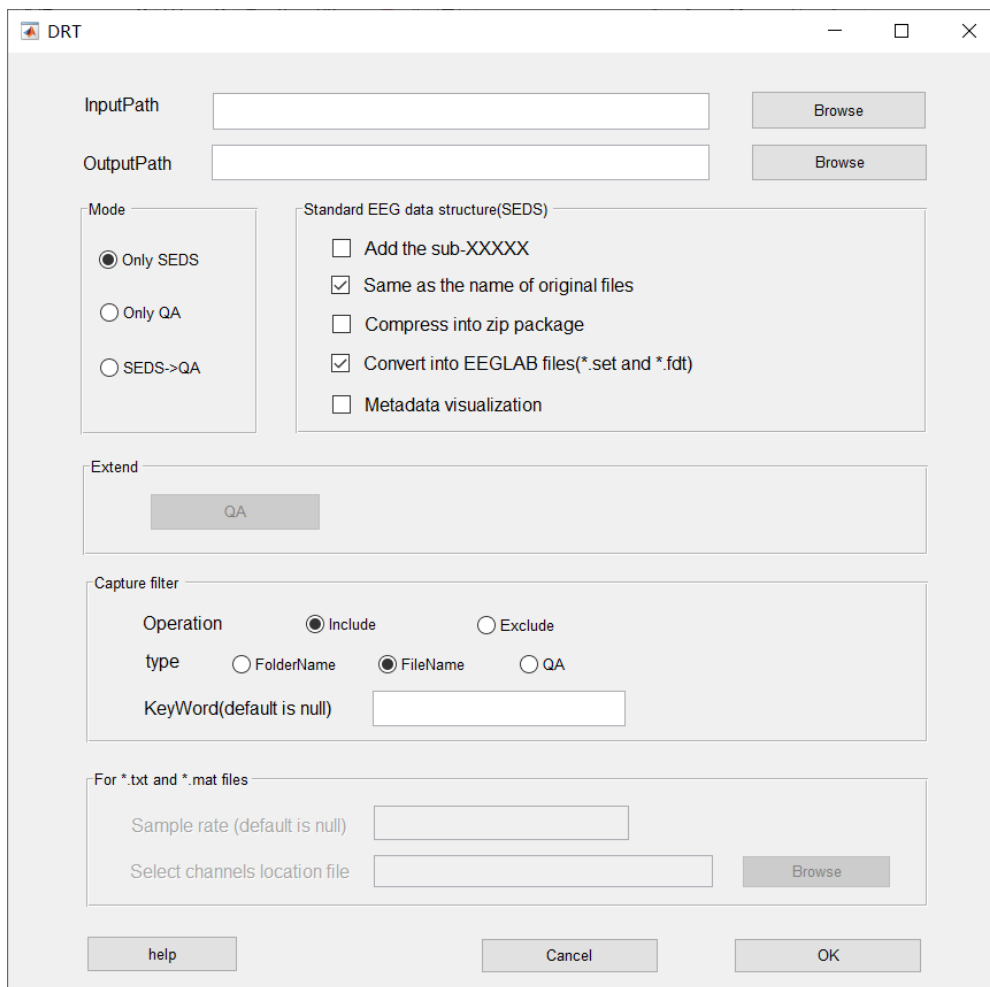 DRT
InputPath
Browse
OutputPath
Browse
Mode
Only SEDS
Only QA
SEDS->QA
Standard EEG data structure(SEDS)
Add the sub-XXXXX
Same as the name of original files
Compress into zip package
Convert into EEGLAB files(*.set and *.fdt)
Metadata visualization
Extend
QA
Capture filter
Operation Include Exclude
type FolderName FileName QA
KeyWord(default is null)
For *.txt and *.mat files
Sample rate (default is null)
Select channels location file Browse
help Cancel OK